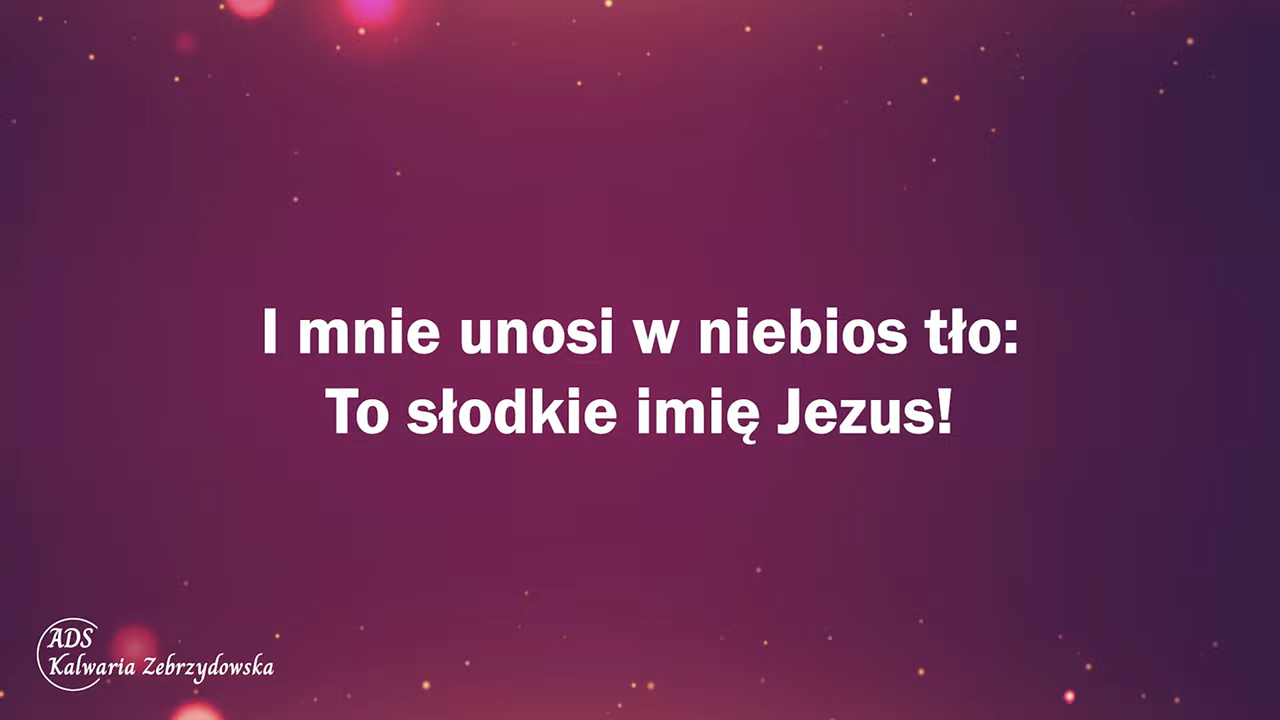 I mnie unosi w niebios tło:
To słodkie imię Jezus!
ADS
Kalwaria Zebrzydowska